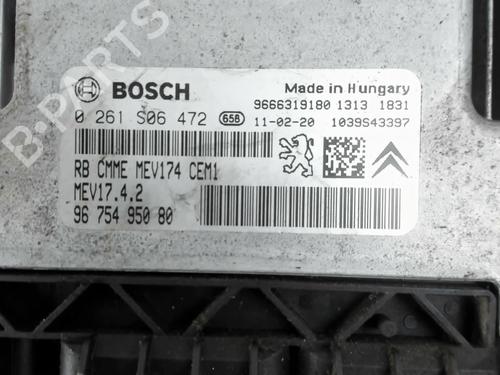 B-PARTS
BOSCH
Made in Hungary
9666319180 1313 1831
0 261 S06 472 658 11-02-20 1039S43397
RB CMME MEV174 CEM1
MEV17.4.2
96 754 950 80